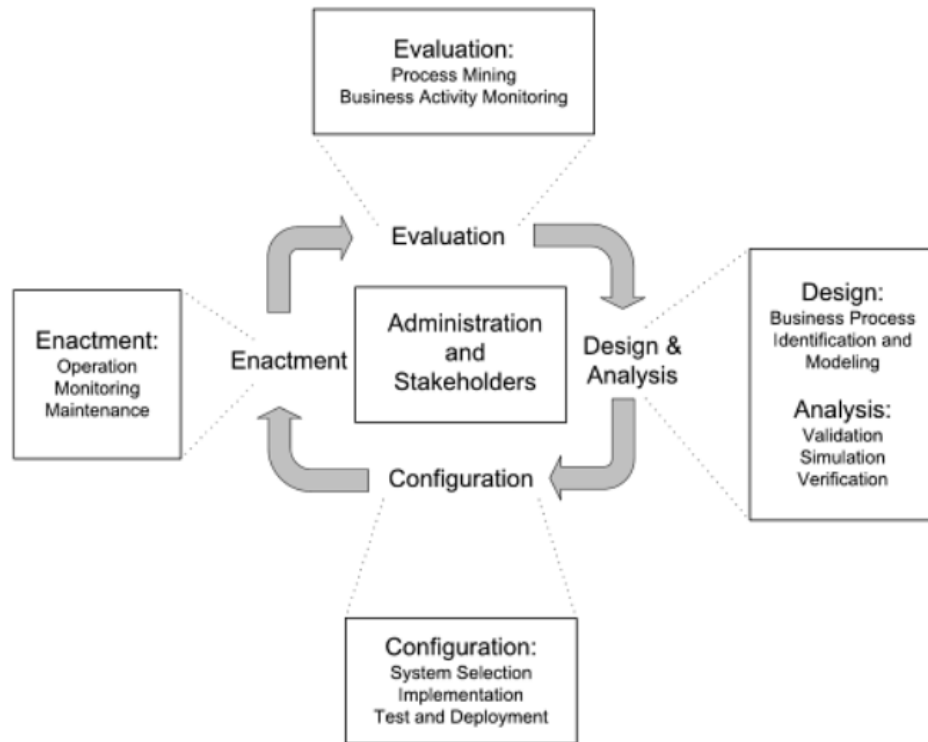 Evaluation:
Process Mining
Business Activity Monitoring
Evaluation
Administration
and
Stakeholders
Enactment:
Operation
Monitoring
Maintenance
Enactment
Design &
Analysis
Design:
Business Process
Identification and
Modeling
Analysis:
Validation
Simulation
Verification
Configuration
Configuration:
System Selection
Implementation
Test and Deployment